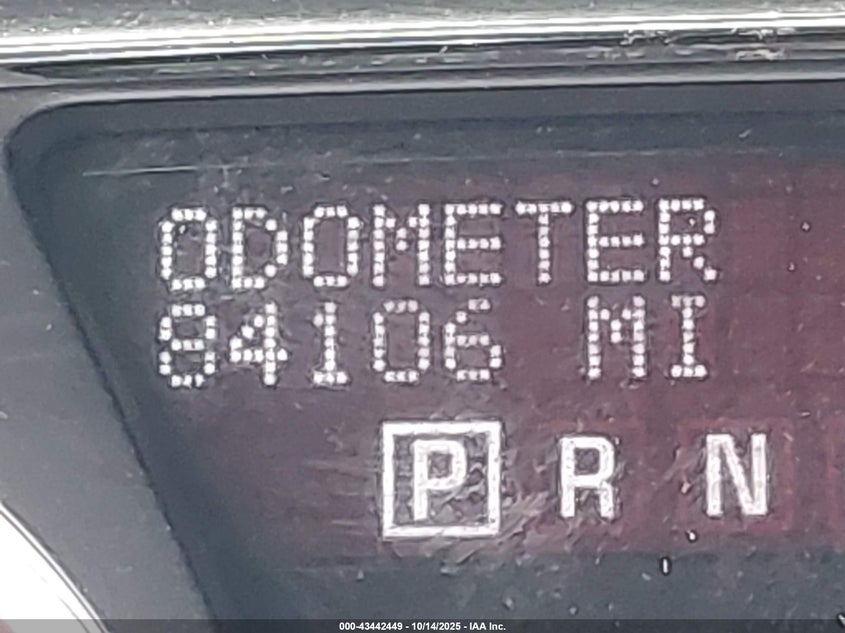 ODOMETER
84106 MI
P R N
000-43442449 - 10/14/2025 - IAA Inc.